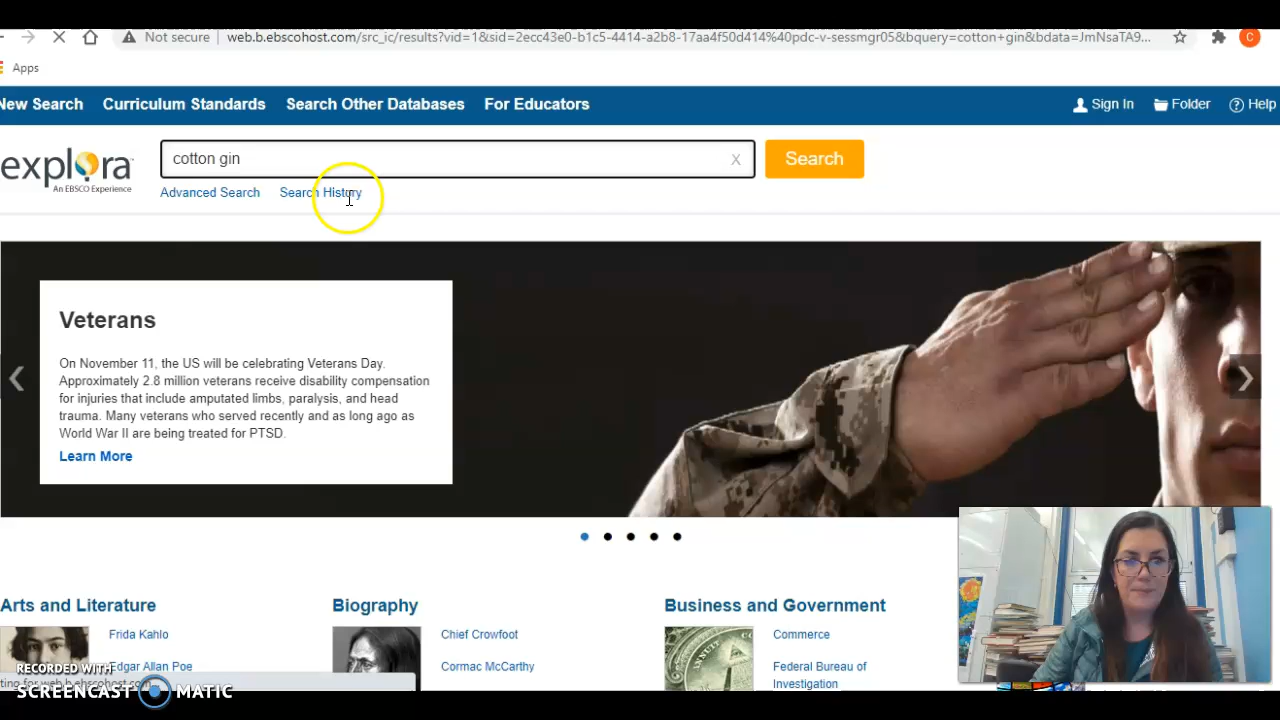 Not secure
web.b.ebscohost.com/src_ic/results?vid=1&sid=2ecc43e0-b1c5-4414-a2b8-17aa4f50d414%40pdc-v-sessmgr05&bquery=cotton+gin&bdata=JmNsaTA9...
C
Apps
New Search Curriculum Standards Search Other Databases For Educators Sign In Folder ? Help
explora
An EBSCO Experience
cotton gin X Search
Advanced Search Search History
Veterans
On November 11, the US will be celebrating Veterans Day.
Approximately 2.8 million veterans receive disability compensation
for injuries that include amputated limbs, paralysis, and head
trauma. Many veterans who served recently and as long ago as
World War II are being treated for PTSD.
Learn More
Arts and Literature Biography Business and Government
Frida Kahlo Chief Crowfoot Commerce
Edgar Allan Poe Cormac McCarthy Federal Bureau of
Investigation
RECORDED WITH
ting for web.b.ebscohost.com...
SCREENCAST MATIC